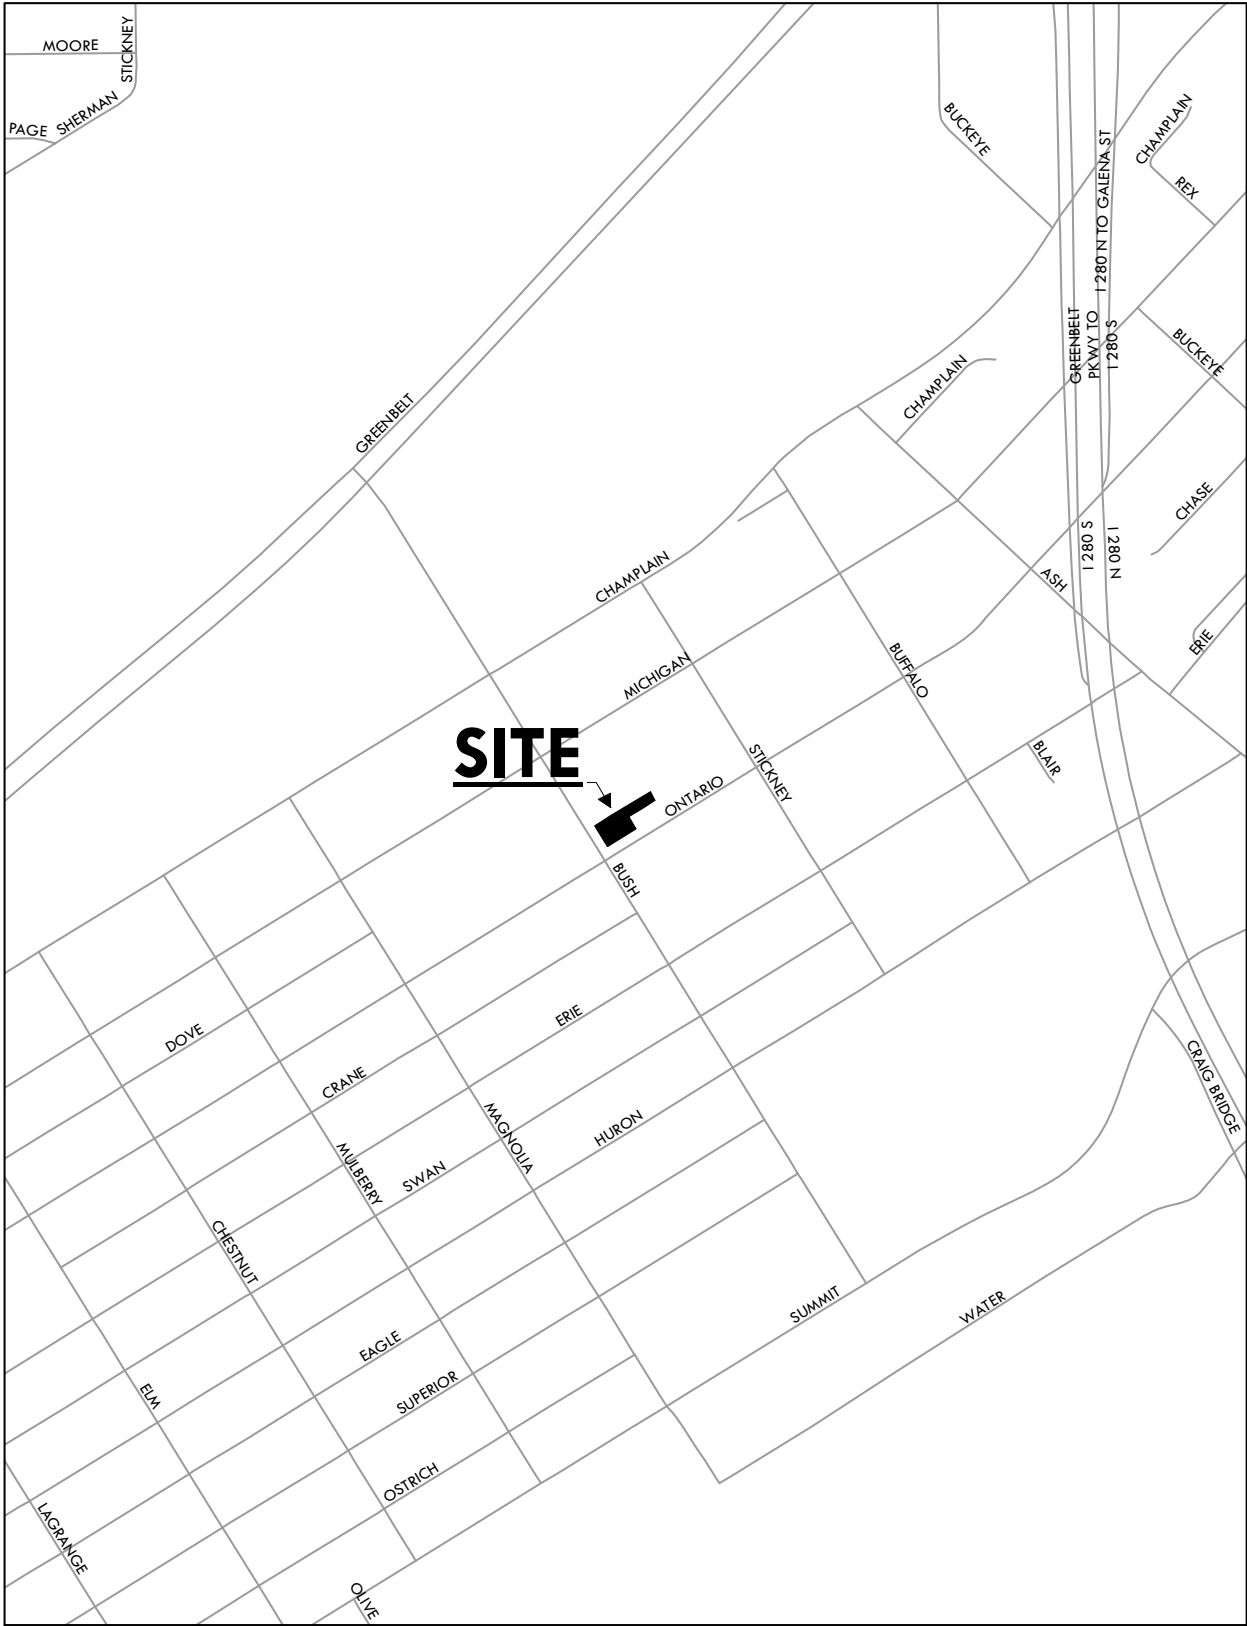 MOORE
STICKNEY
SHERMAN
PAGE
BUCKEYE
CHAMPLAIN
REX
I 280 N TO GALENA ST
GREENBELT
PKWY TO
I 280 S
BUCKEYE
CHAMPLAIN
GREENBELT
CHASE
I 280 S
I 280 N
CHAMPLAIN
ASH
ERIE
MICHIGAN
BUFFALO
SITE
STICKNEY
BLAIR
ONTARIO
BUSH
DOVE
ERIE
CRANE
CRAIG BRIDGE
MAGNOLIA
HURON
MULBERRY
SWAN
CHESTNUT
SUMMIT
WATER
EAGLE
ELM
SUPERIOR
OSTRICH
LAGRANGE
OLIVE